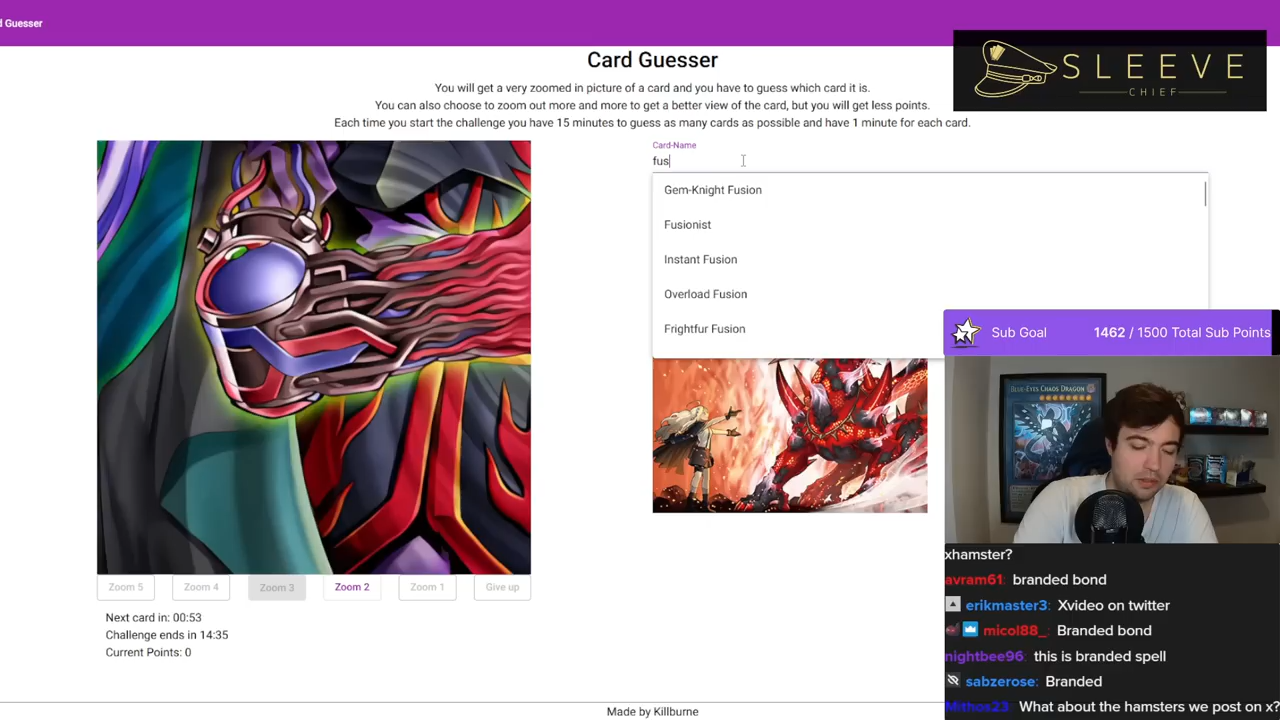 d Guesser
Card Guesser
SLEEVE
CHIEF
You will get a very zoomed in picture of a card and you have to guess which card it is.
You can also choose to zoom out more and more to get a better view of the card, but you will get less points.
Each time you start the challenge you have 15 minutes to guess as many cards as possible and have 1 minute for each card.
Card-Name
fus
Gem-Knight Fusion
Fusionist
Instant Fusion
Overload Fusion
Frightfur Fusion
Sub Goal 1462 / 1500 Total Sub Points
BLUE-EYES CHAOS DRAGON
Zoom 5 Zoom 4 Zoom 3 Zoom 2 Zoom 1 Give up
Next card in: 00:53
Challenge ends in 14:35
Current Points: 0
xhamster?
avram61: branded bond
erikmaster3: Xvideo on twitter
micol88_: Branded bond
nightbee96: this is branded spell
sabzerose: Branded
Mithos23: What about the hamsters we post on x?
Made by Killburne